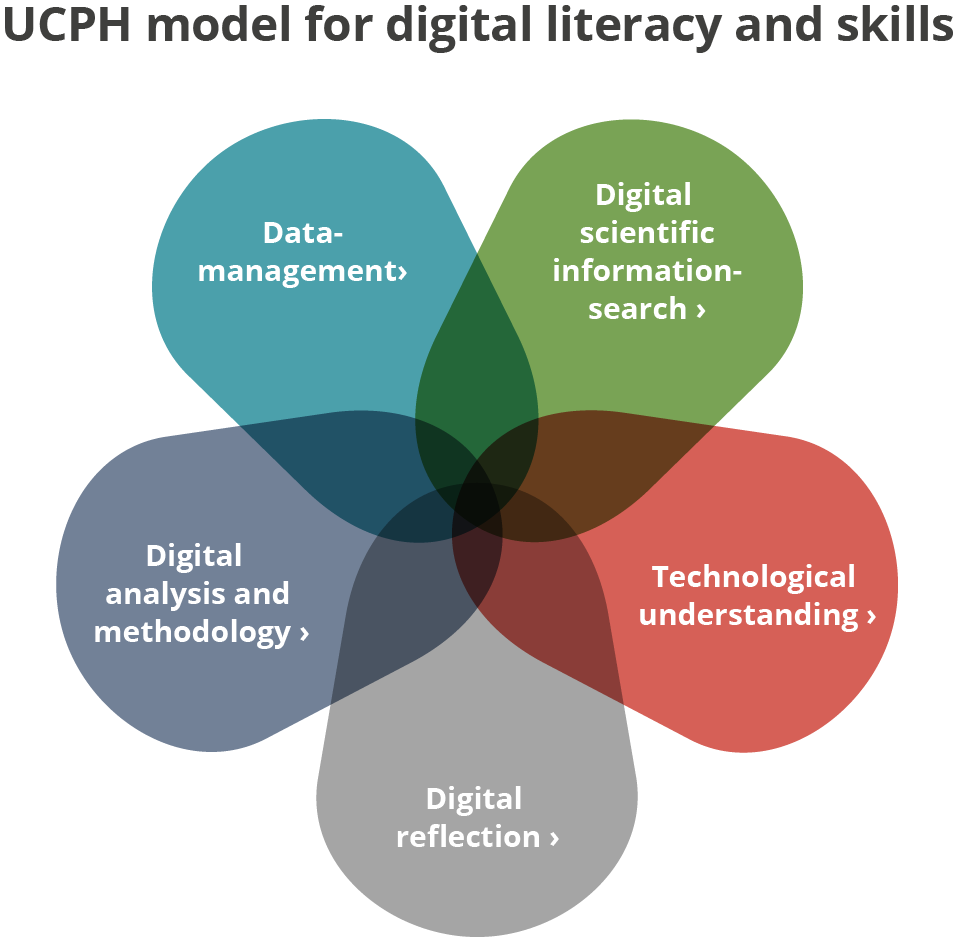 UCPH model for digital literacy and skills
Data-
management›
Digital
scientific
information-
search ›
Digital
analysis and
methodology ›
Technological
understanding ›
Digital
reflection ›